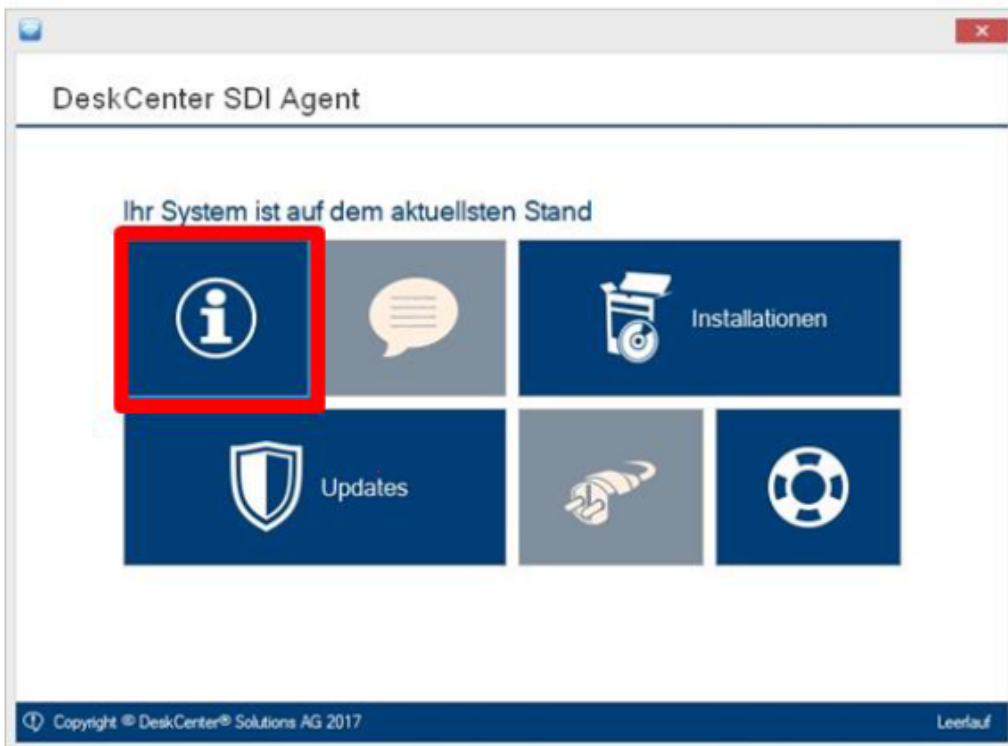 DeskCenter SDI Agent
Ihr System ist auf dem aktuellsten Stand
Installationen
Updates
Copyright © DeskCenter® Solutions AG 2017
Leerlauf